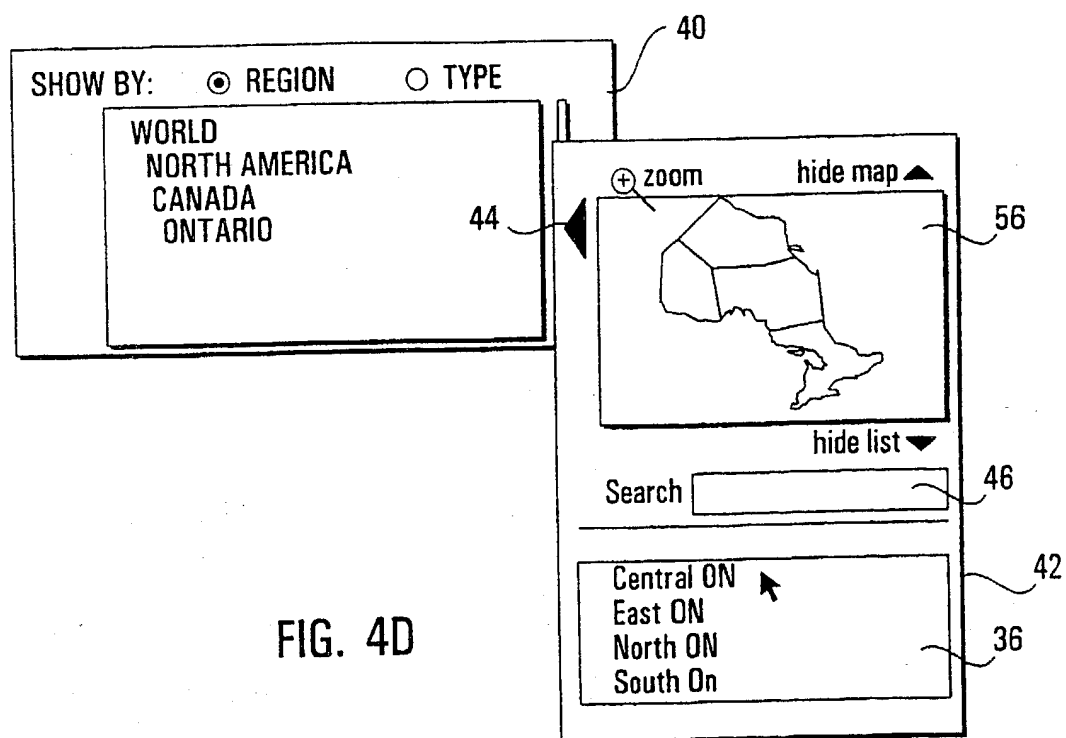 40
SHOW BY: REGION TYPE
WORLD
NORTH AMERICA
CANADA
ONTARIO
44
zoom hide map
56
hide list
Search
46
42
Central ON
East ON
North ON
South On
36
FIG. 4D